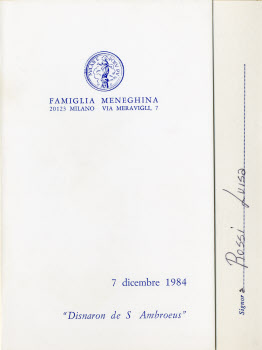 FAMIGLIA MENEGHINA
20123 MILANO VIA MERAVIGLI, 7
7 dicembre 1984
"Disnaron de S Ambroeus"
Signor a Rossi Luisa